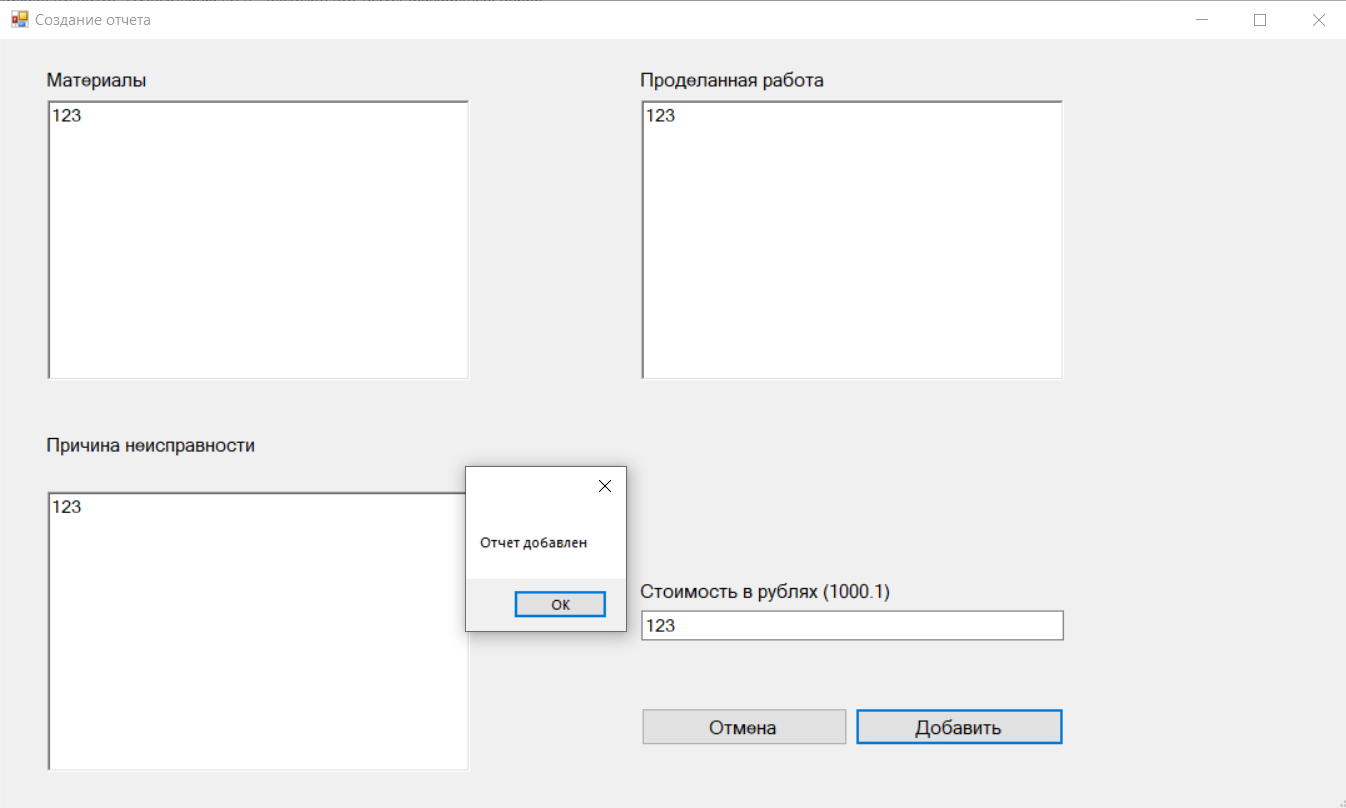 Создание отчета
Материалы
123
Проделанная работа
123
Причина неисправности
123
Отчет добавлен
OK
Стоимость в рублях (1000.1)
123
Отмена
Добавить